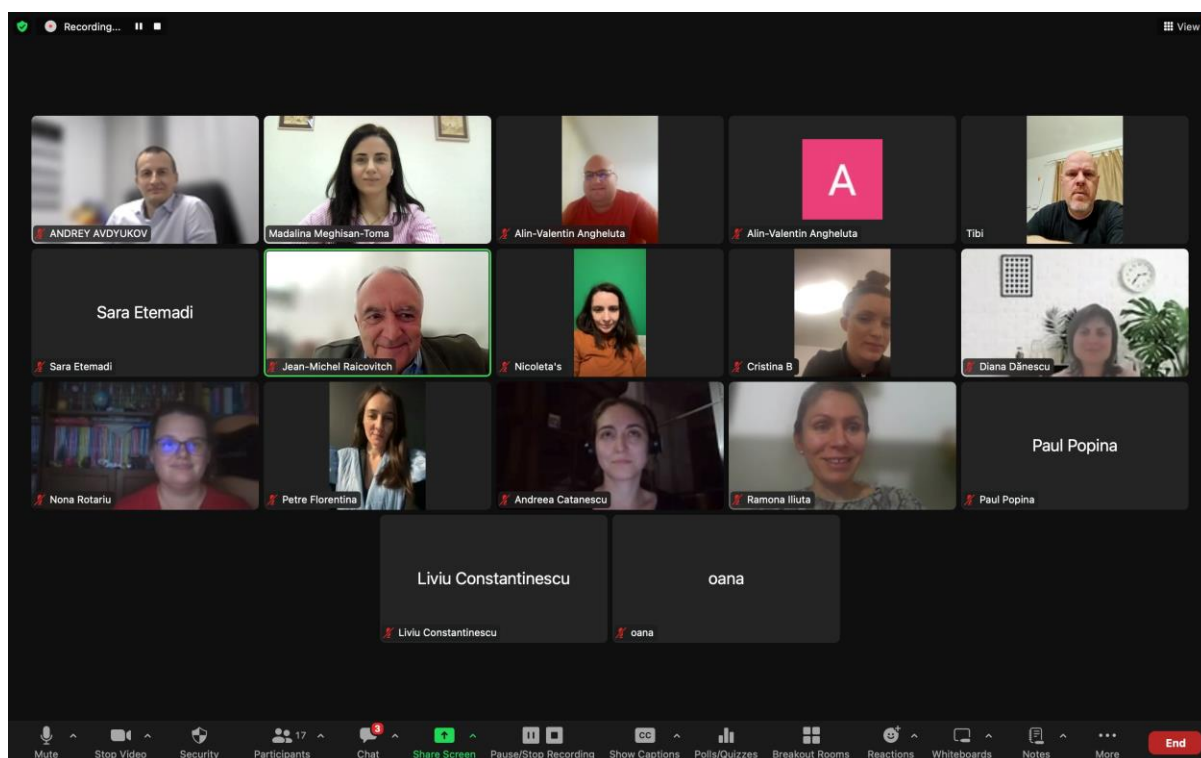 Recording...
View
ANDREY AVDYUKOV
Madalina Meghisan-Toma
Alin-Valentin Angheluta
A
Alin-Valentin Angheluta
Tibi
Sara Etemadi
Sara Etemadi
Jean-Michel Raicovitch
Nicoleta's
Cristina B
Diana Dănescu
Nona Rotariu
Petre Florentina
Andreea Catanescu
Ramona Iliuta
Paul Popina
Paul Popina
Liviu Constantinescu
Liviu Constantinescu
oana
oana
Mute
Stop Video
Security
17
Participants
3
Chat
Share Screen
Pause/Stop Recording
CC
Show Captions
Polls/Quizzes
Breakout Rooms
Reactions
Whiteboards
Notes
More
End